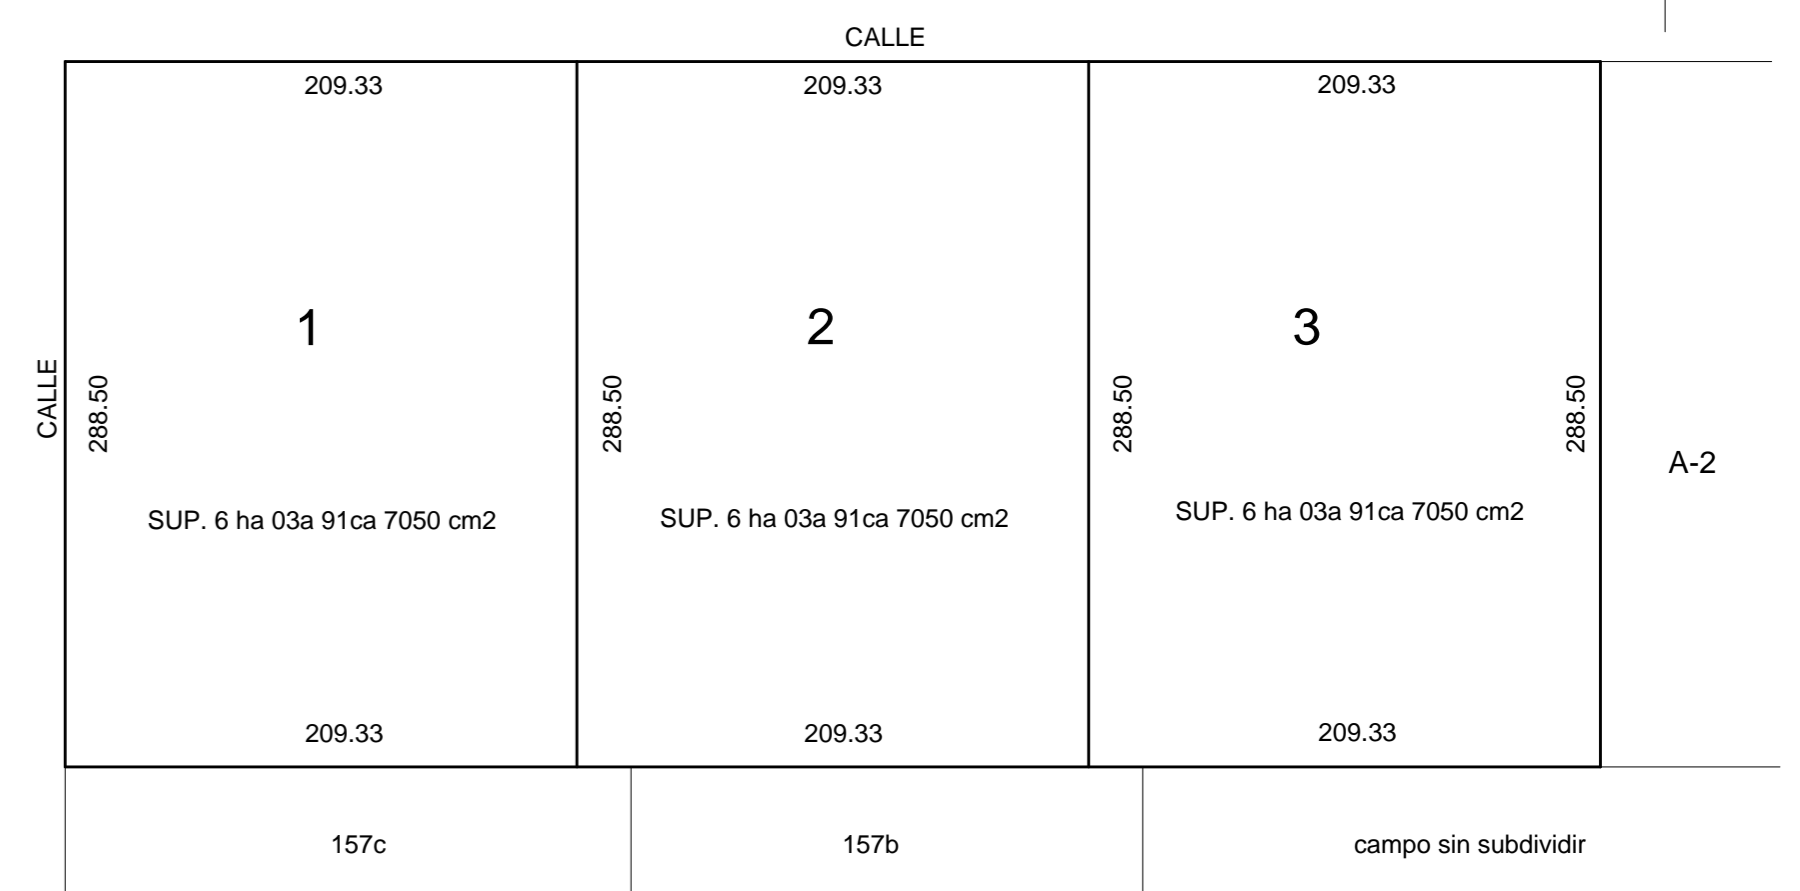 CALLE
209.33
209.33
209.33
1
2
3
CALLE
288.50
288.50
288.50
288.50
A-2
SUP. 6 ha 03a 91ca 7050 cm2
SUP. 6 ha 03a 91ca 7050 cm2
SUP. 6 ha 03a 91ca 7050 cm2
209.33
209.33
209.33
157c
157b
campo sin subdividir